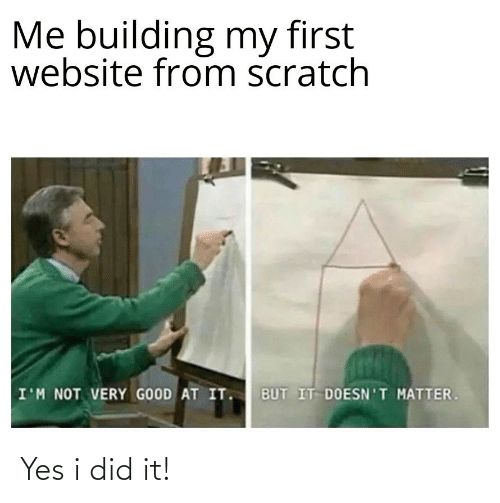 Me building my first
website from scratch
I'M NOT VERY GOOD AT IT.
BUT IT DOESN'T MATTER.
Yes i did it!